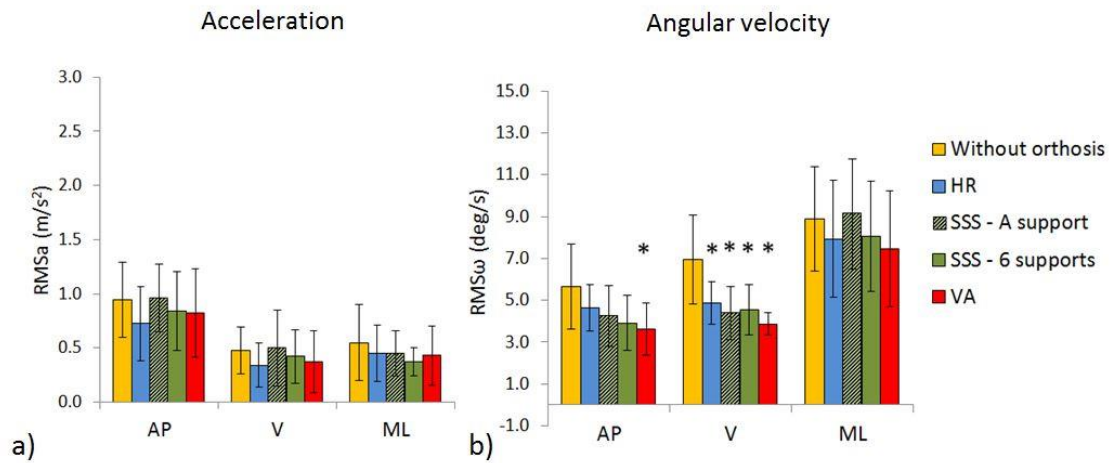 Acceleration
RMSa (m/s²)
3.0
2.5
2.0
1.5
1.0
0.5
0.0
AP V ML
a)
Angular velocity
RMSω (deg/s)
15.0
13.0
11.0
9.0
7.0
5.0
3.0
1.0
-1.0
* * * * *
AP V ML
b)
Without orthosis
HR
SSS - A support
SSS - 6 supports
VA